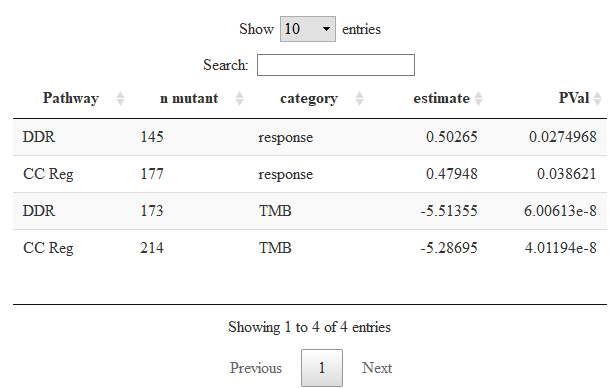 Show 10 entries
Search:
Pathway n mutant category estimate PVal
DDR 145 response 0.50265 0.0274968
CC Reg 177 response 0.47948 0.038621
DDR 173 TMB -5.51355 6.00613e-8
CC Reg 214 TMB -5.28695 4.01194e-8
Showing 1 to 4 of 4 entries
Previous 1 Next